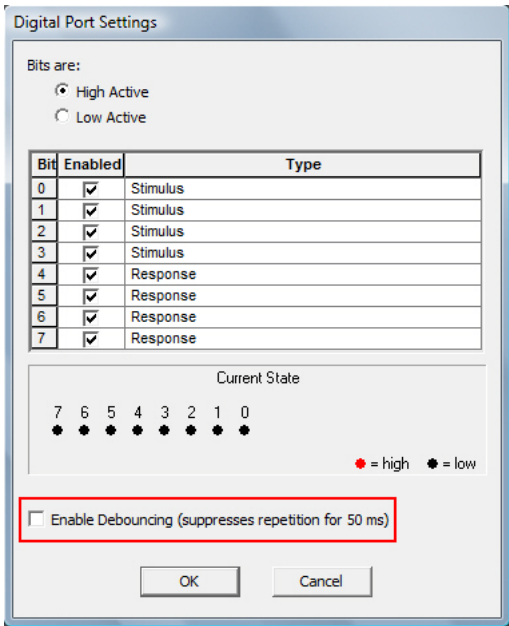 Digital Port Settings
Bits are:
High Active
Low Active
Bit Enabled Type
0 Stimulus
1 Stimulus
2 Stimulus
3 Stimulus
4 Response
5 Response
6 Response
7 Response
Current State
7 6 5 4 3 2 1 0
= high = low
Enable Debouncing (suppresses repetition for 50 ms)
OK Cancel